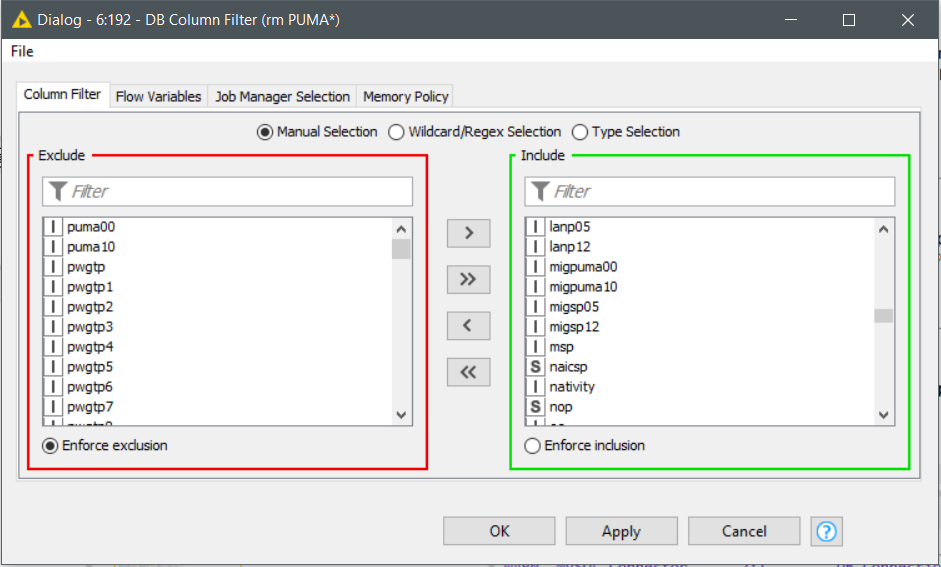 Dialog - 6:192 - DB Column Filter (rm PUMA*)
File
Column Filter Flow Variables Job Manager Selection Memory Policy
Manual Selection Wildcard/Regex Selection Type Selection
Exclude
Filter
I puma00
I puma10
I pwgtp
I pwgtp1
I pwgtp2
I pwgtp3
I pwgtp4
I pwgtp5
I pwgtp6
I pwgtp7
Enforce exclusion
>
>>
<
<<
Include
Filter
I lanp05
I lanp12
I migpuma00
I migpuma10
I migsp05
I migsp12
I msp
S naicsp
I nativity
S nop
Enforce inclusion
OK Apply Cancel ?